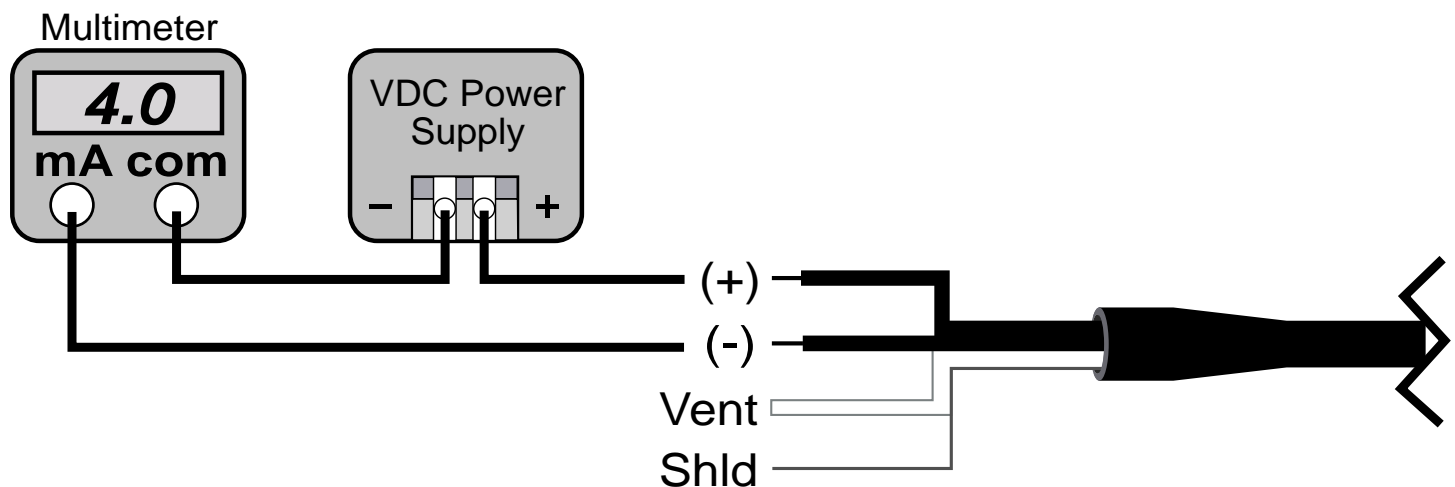 Multimeter
4.0
mA com
VDC Power
Supply
- +
(+)
(-)
Vent
Shld